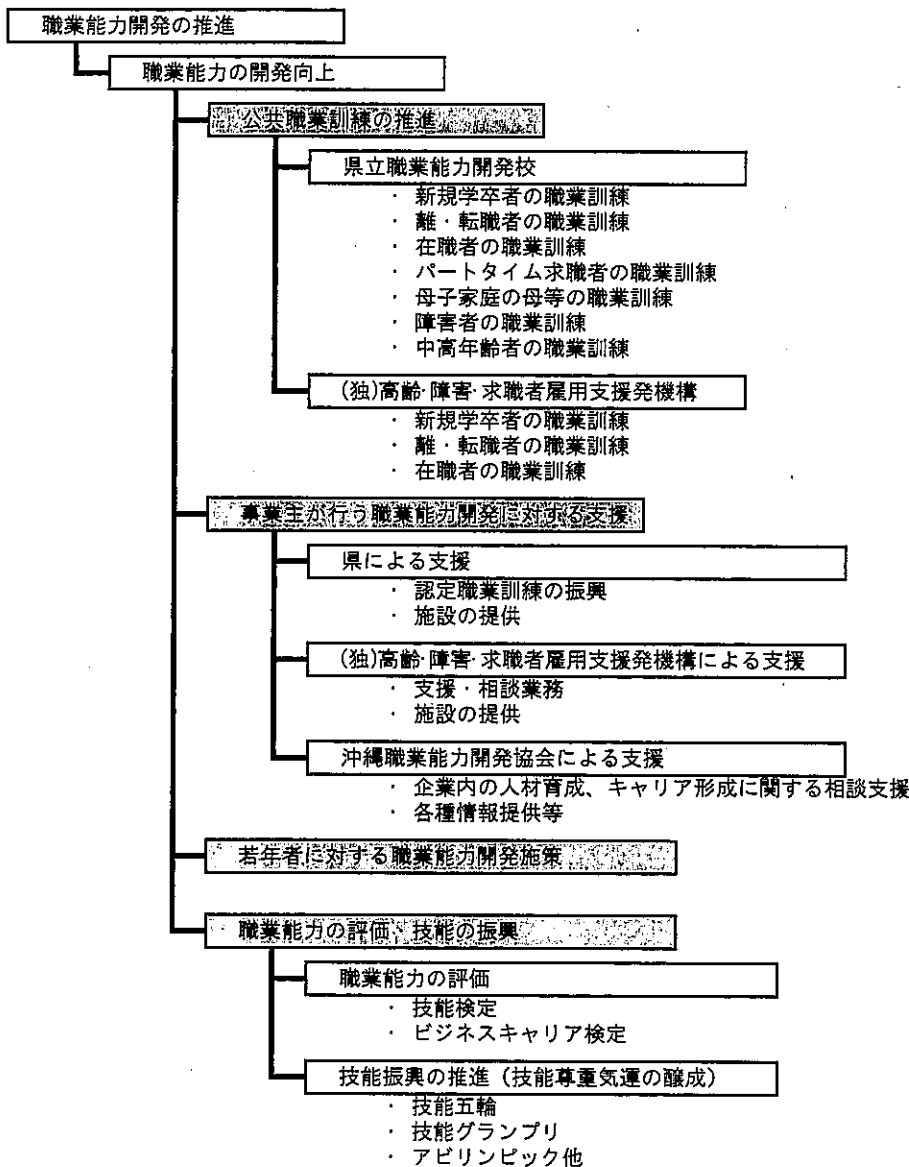 職業能力開発の推進
職業能力の開発向上
公共職業訓練の推進
県立職業能力開発校
・ 新規学卒者の職業訓練
・ 離・転職者の職業訓練
・ 在職者の職業訓練
・ パートタイム求職者の職業訓練
・ 母子家庭の母等の職業訓練
・ 障害者の職業訓練
・ 中高年齢者の職業訓練
(独)高齢・障害・求職者雇用支援発機構
・ 新規学卒者の職業訓練
・ 離・転職者の職業訓練
・ 在職者の職業訓練
事業主が行う職業能力開発に対する支援
県による支援
・ 認定職業訓練の振興
・ 施設の提供
(独)高齢・障害・求職者雇用支援発機構による支援
・ 支援・相談業務
・ 施設の提供
沖縄職業能力開発協会による支援
・ 企業内の人材育成、キャリア形成に関する相談支援
・ 各種情報提供等
若年者に対する職業能力開発施策
職業能力の評価、技能の振興
職業能力の評価
・ 技能検定
・ ビジネスキャリア検定
技能振興の推進（技能尊重気運の醸成）
・ 技能五輪
・ 技能グランプリ
・ アビリンピック他